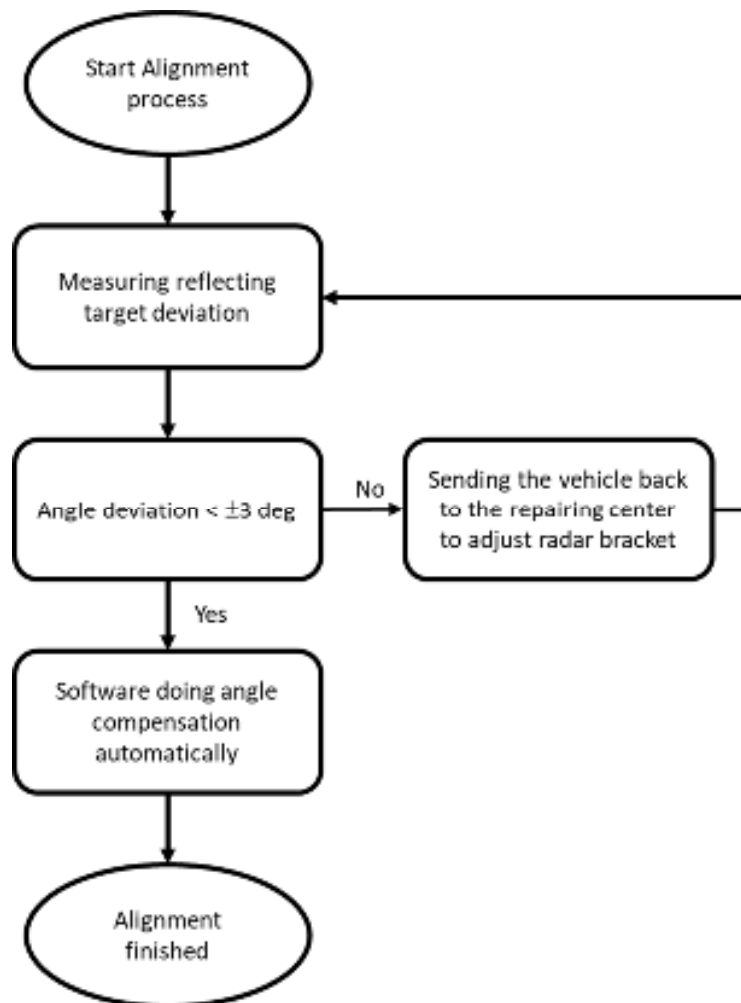 Start Alignment
process
Measuring reflecting
target deviation
Angle deviation < ±3 deg
No
Sending the vehicle back
to the repairing center
to adjust radar bracket
Yes
Software doing angle
compensation
automatically
Alignment
finished